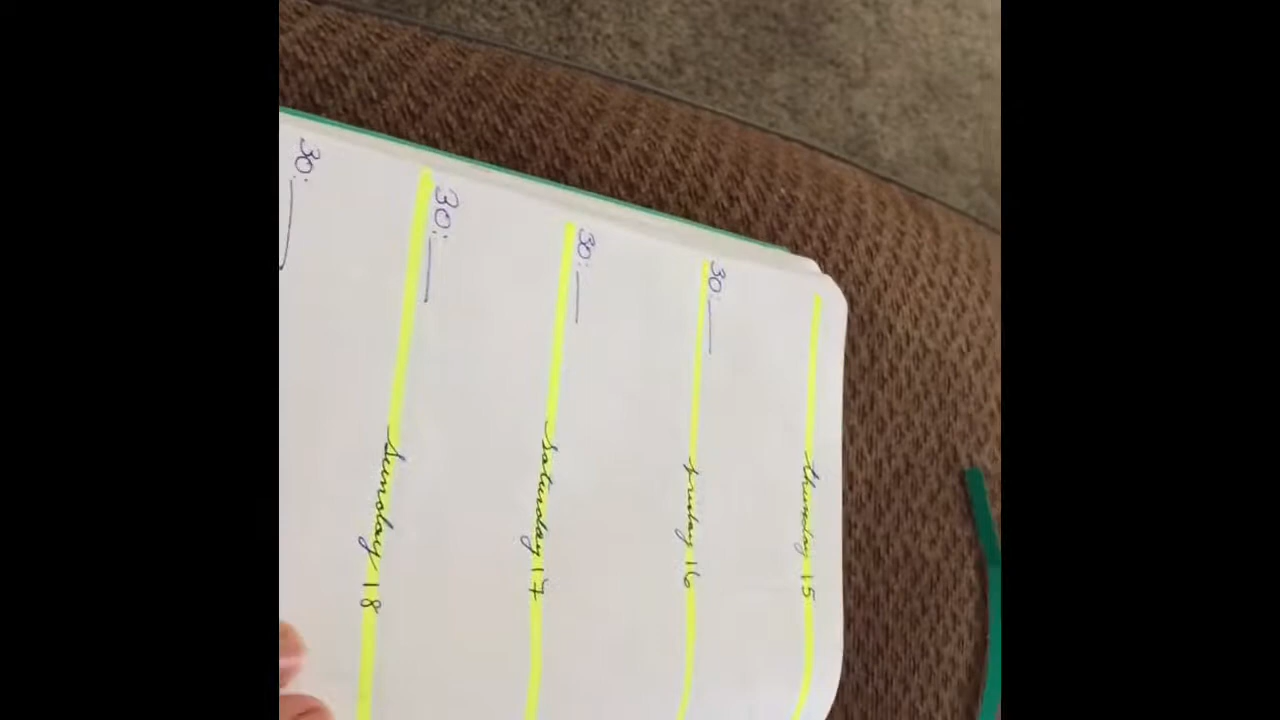 thursday 15
30:
friday 16
30:
saturday 17
30:
sunday 18
30: